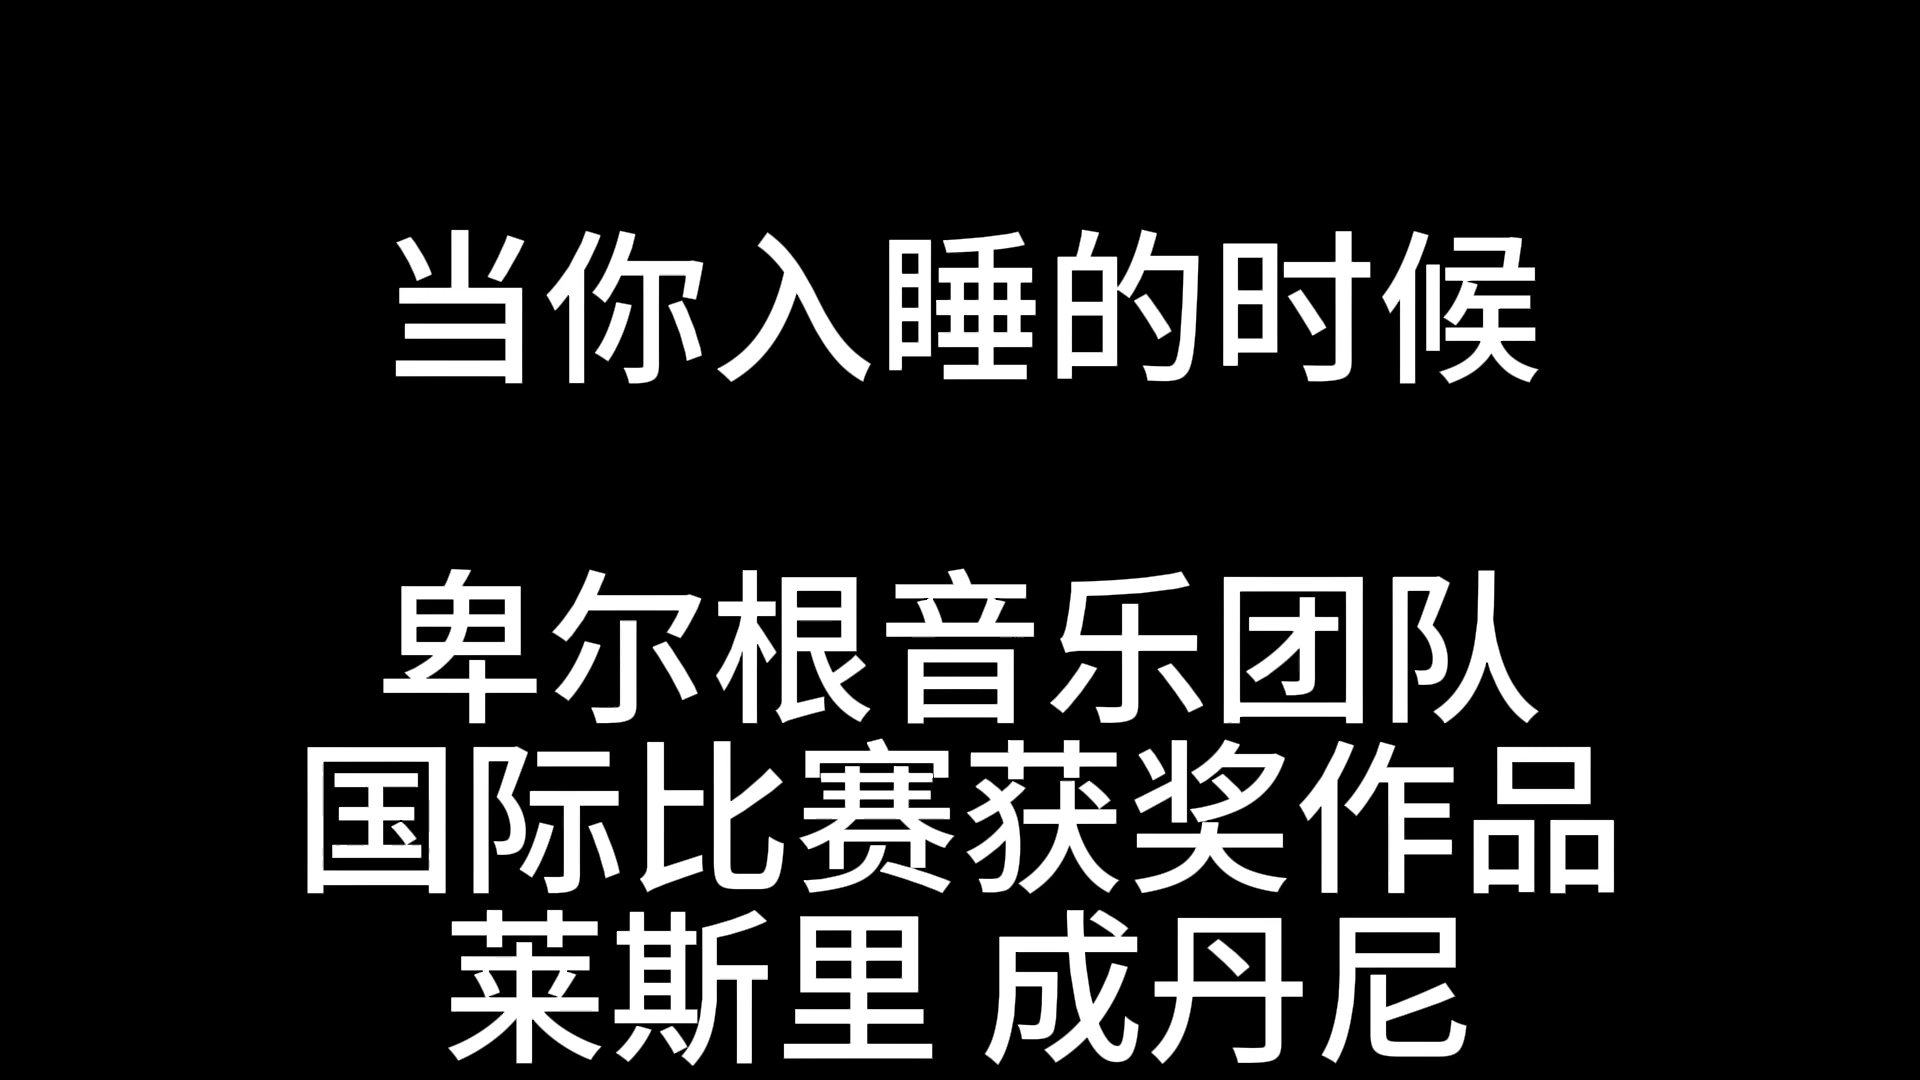 当你入睡的时候
卑尔根音乐团队
国际比赛获奖作品
莱斯里 成丹尼